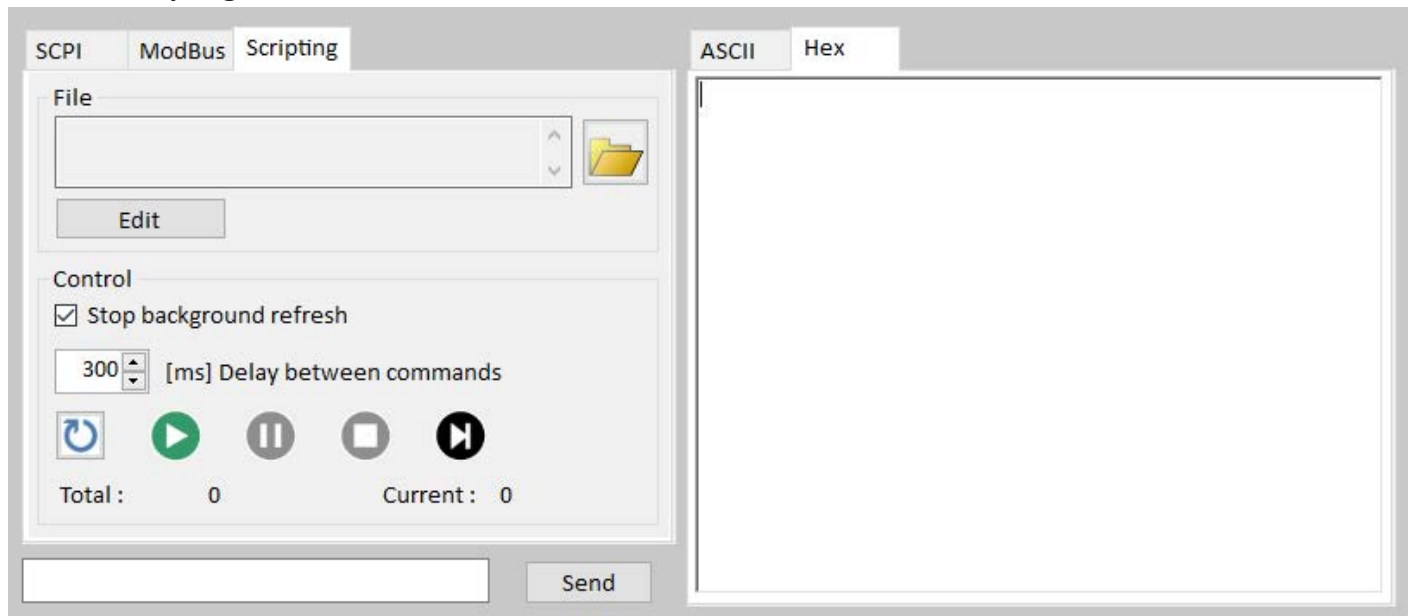 SCPI ModBus Scripting
File
Edit
Control
Stop background refresh
300 [ms] Delay between commands
Total : 0 Current : 0
Send
ASCII Hex